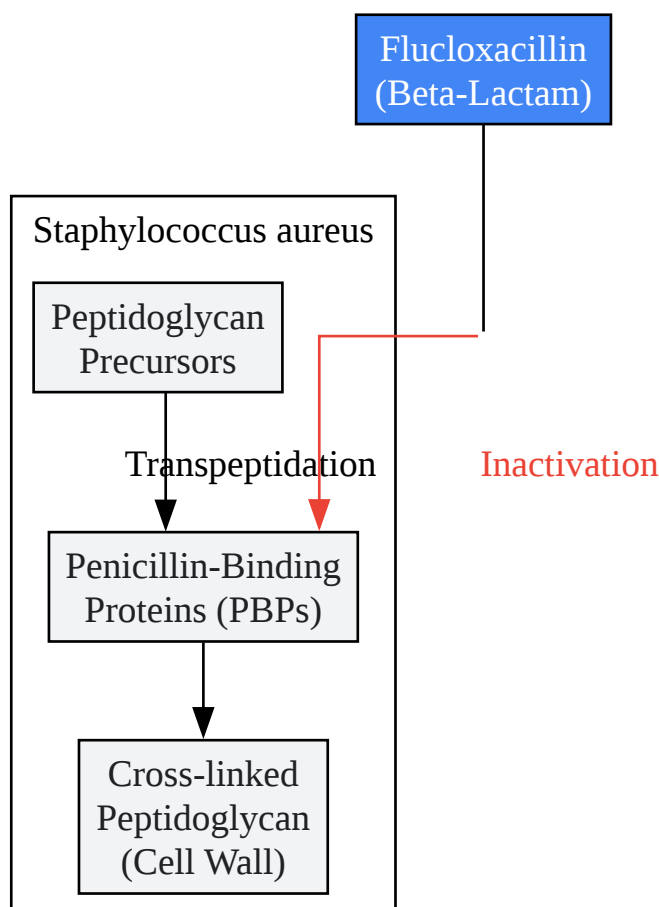 Flucloxacillin
(Beta-Lactam)
Staphylococcus aureus
Peptidoglycan
Precursors
Transpeptidation
Inactivation
Penicillin-Binding
Proteins (PBPs)
Cross-linked
Peptidoglycan
(Cell Wall)